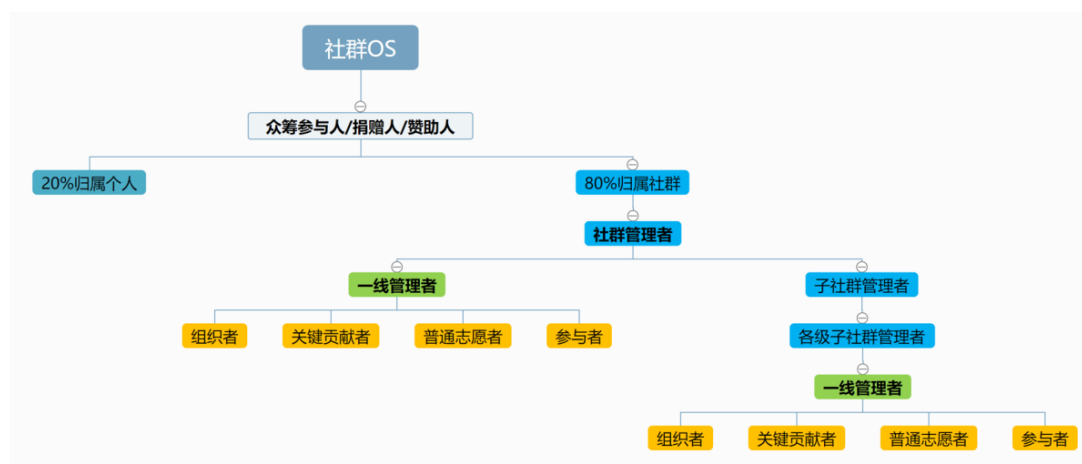 社群OS
众筹参与人/捐赠人/赞助人
20%归属个人
80%归属社群
社群管理者
一线管理者
子社群管理者
组织者
关键贡献者
普通志愿者
参与者
各级子社群管理者
一线管理者
组织者
关键贡献者
普通志愿者
参与者